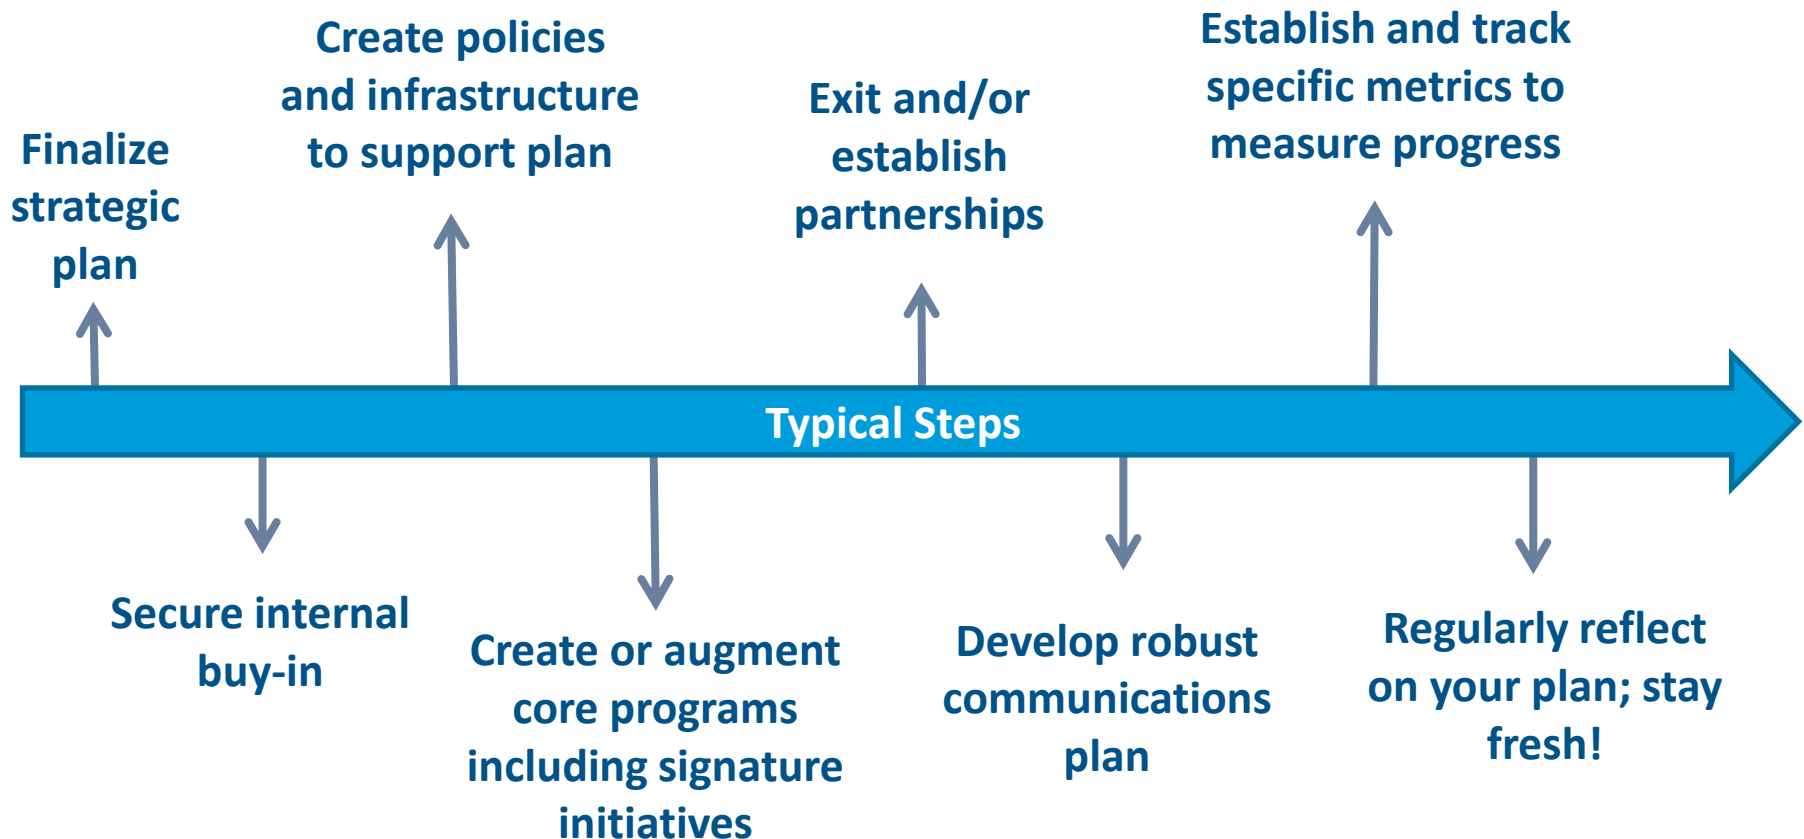 Finalize
strategic
plan
Create policies
and infrastructure
to support plan
Exit and/or
establish
partnerships
Establish and track
specific metrics to
measure progress
Typical Steps
Secure internal
buy-in
Create or augment
core programs
including signature
initiatives
Develop robust
communications
plan
Regularly reflect
on your plan; stay
fresh!